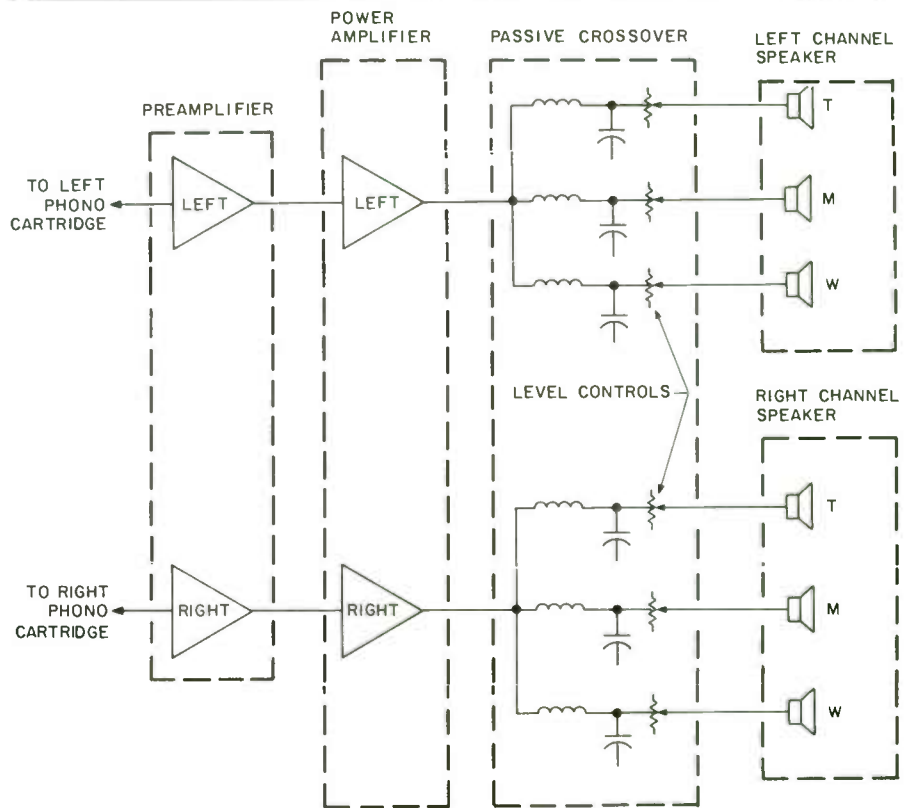 POWER
AMPLIFIER
PASSIVE CROSSOVER
LEFT CHANNEL
SPEAKER
PREAMPLIFIER
T
TO LEFT
PHONO
CARTRIDGE
LEFT
LEFT
M
W
LEVEL CONTROLS
RIGHT CHANNEL
SPEAKER
T
TO RIGHT
PHONO
CARTRIDGE
RIGHT
RIGHT
M
W